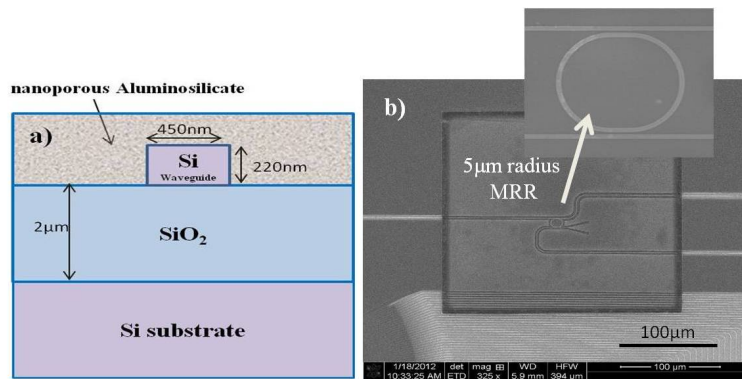 nanoporous Aluminosilicate
a)
450nm
Si
Waveguide
220nm
2µm
SiO2
Si substrate
b)
5µm radius
MRR
100µm
1/18/2012 det mag WD HFW
10:33:25 AM ETD 325 x 5.9 mm 394 µm
100 µm